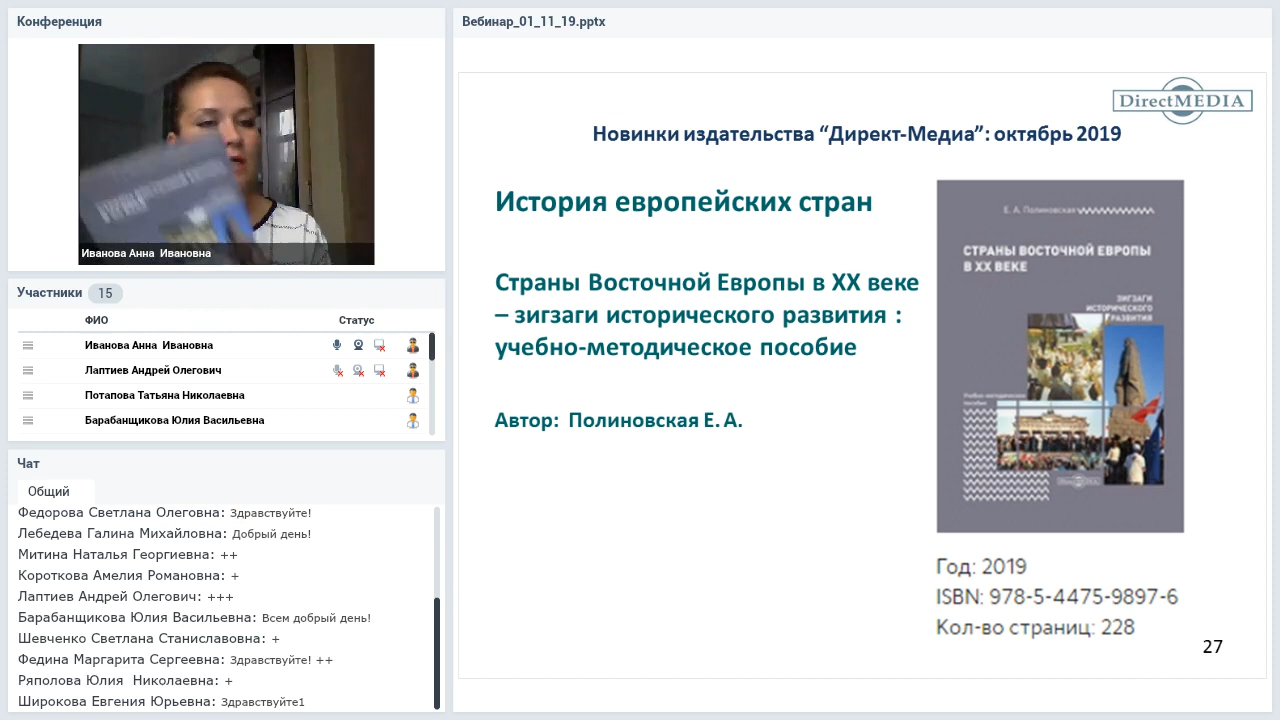 Конференция
Иванова Анна  Ивановна
Участники 15
ФИО Статус
Иванова Анна  Ивановна
Лаптиев Андрей Олегович
Потапова Татьяна Николаевна
Барабанщикова Юлия Васильевна
Чат
Общий
Федорова Светлана Олеговна: Здравствуйте!
Лебедева Галина Михайловна: Добрый день!
Митина Наталья Георгиевна: ++
Короткова Амелия Романовна: +
Лаптиев Андрей Олегович: +++
Барабанщикова Юлия Васильевна: Всем добрый день!
Шевченко Светлана Станиславовна: +
Федина Маргарита Сергеевна: Здравствуйте! ++
Ряполова Юлия  Николаевна: +
Широкова Евгения Юрьевна: Здравствуте1
Вебинар_01_11_19.pptx
DirectMEDIA
Новинки издательства “Директ-Медиа”: октябрь 2019
История европейских стран
Страны Восточной Европы в XX веке
– зигзаги исторического развития :
учебно-методическое пособие
Автор:  Полиновская Е. А.
Е. А. Полиновская
СТРАНЫ ВОСТОЧНОЙ ЕВРОПЫ
В XX ВЕКЕ
ЗИГЗАГИ
ИСТОРИЧЕСКОГО
РАЗВИТИЯ
Год: 2019
ISBN: 978-5-4475-9897-6
Кол-во страниц: 228
27